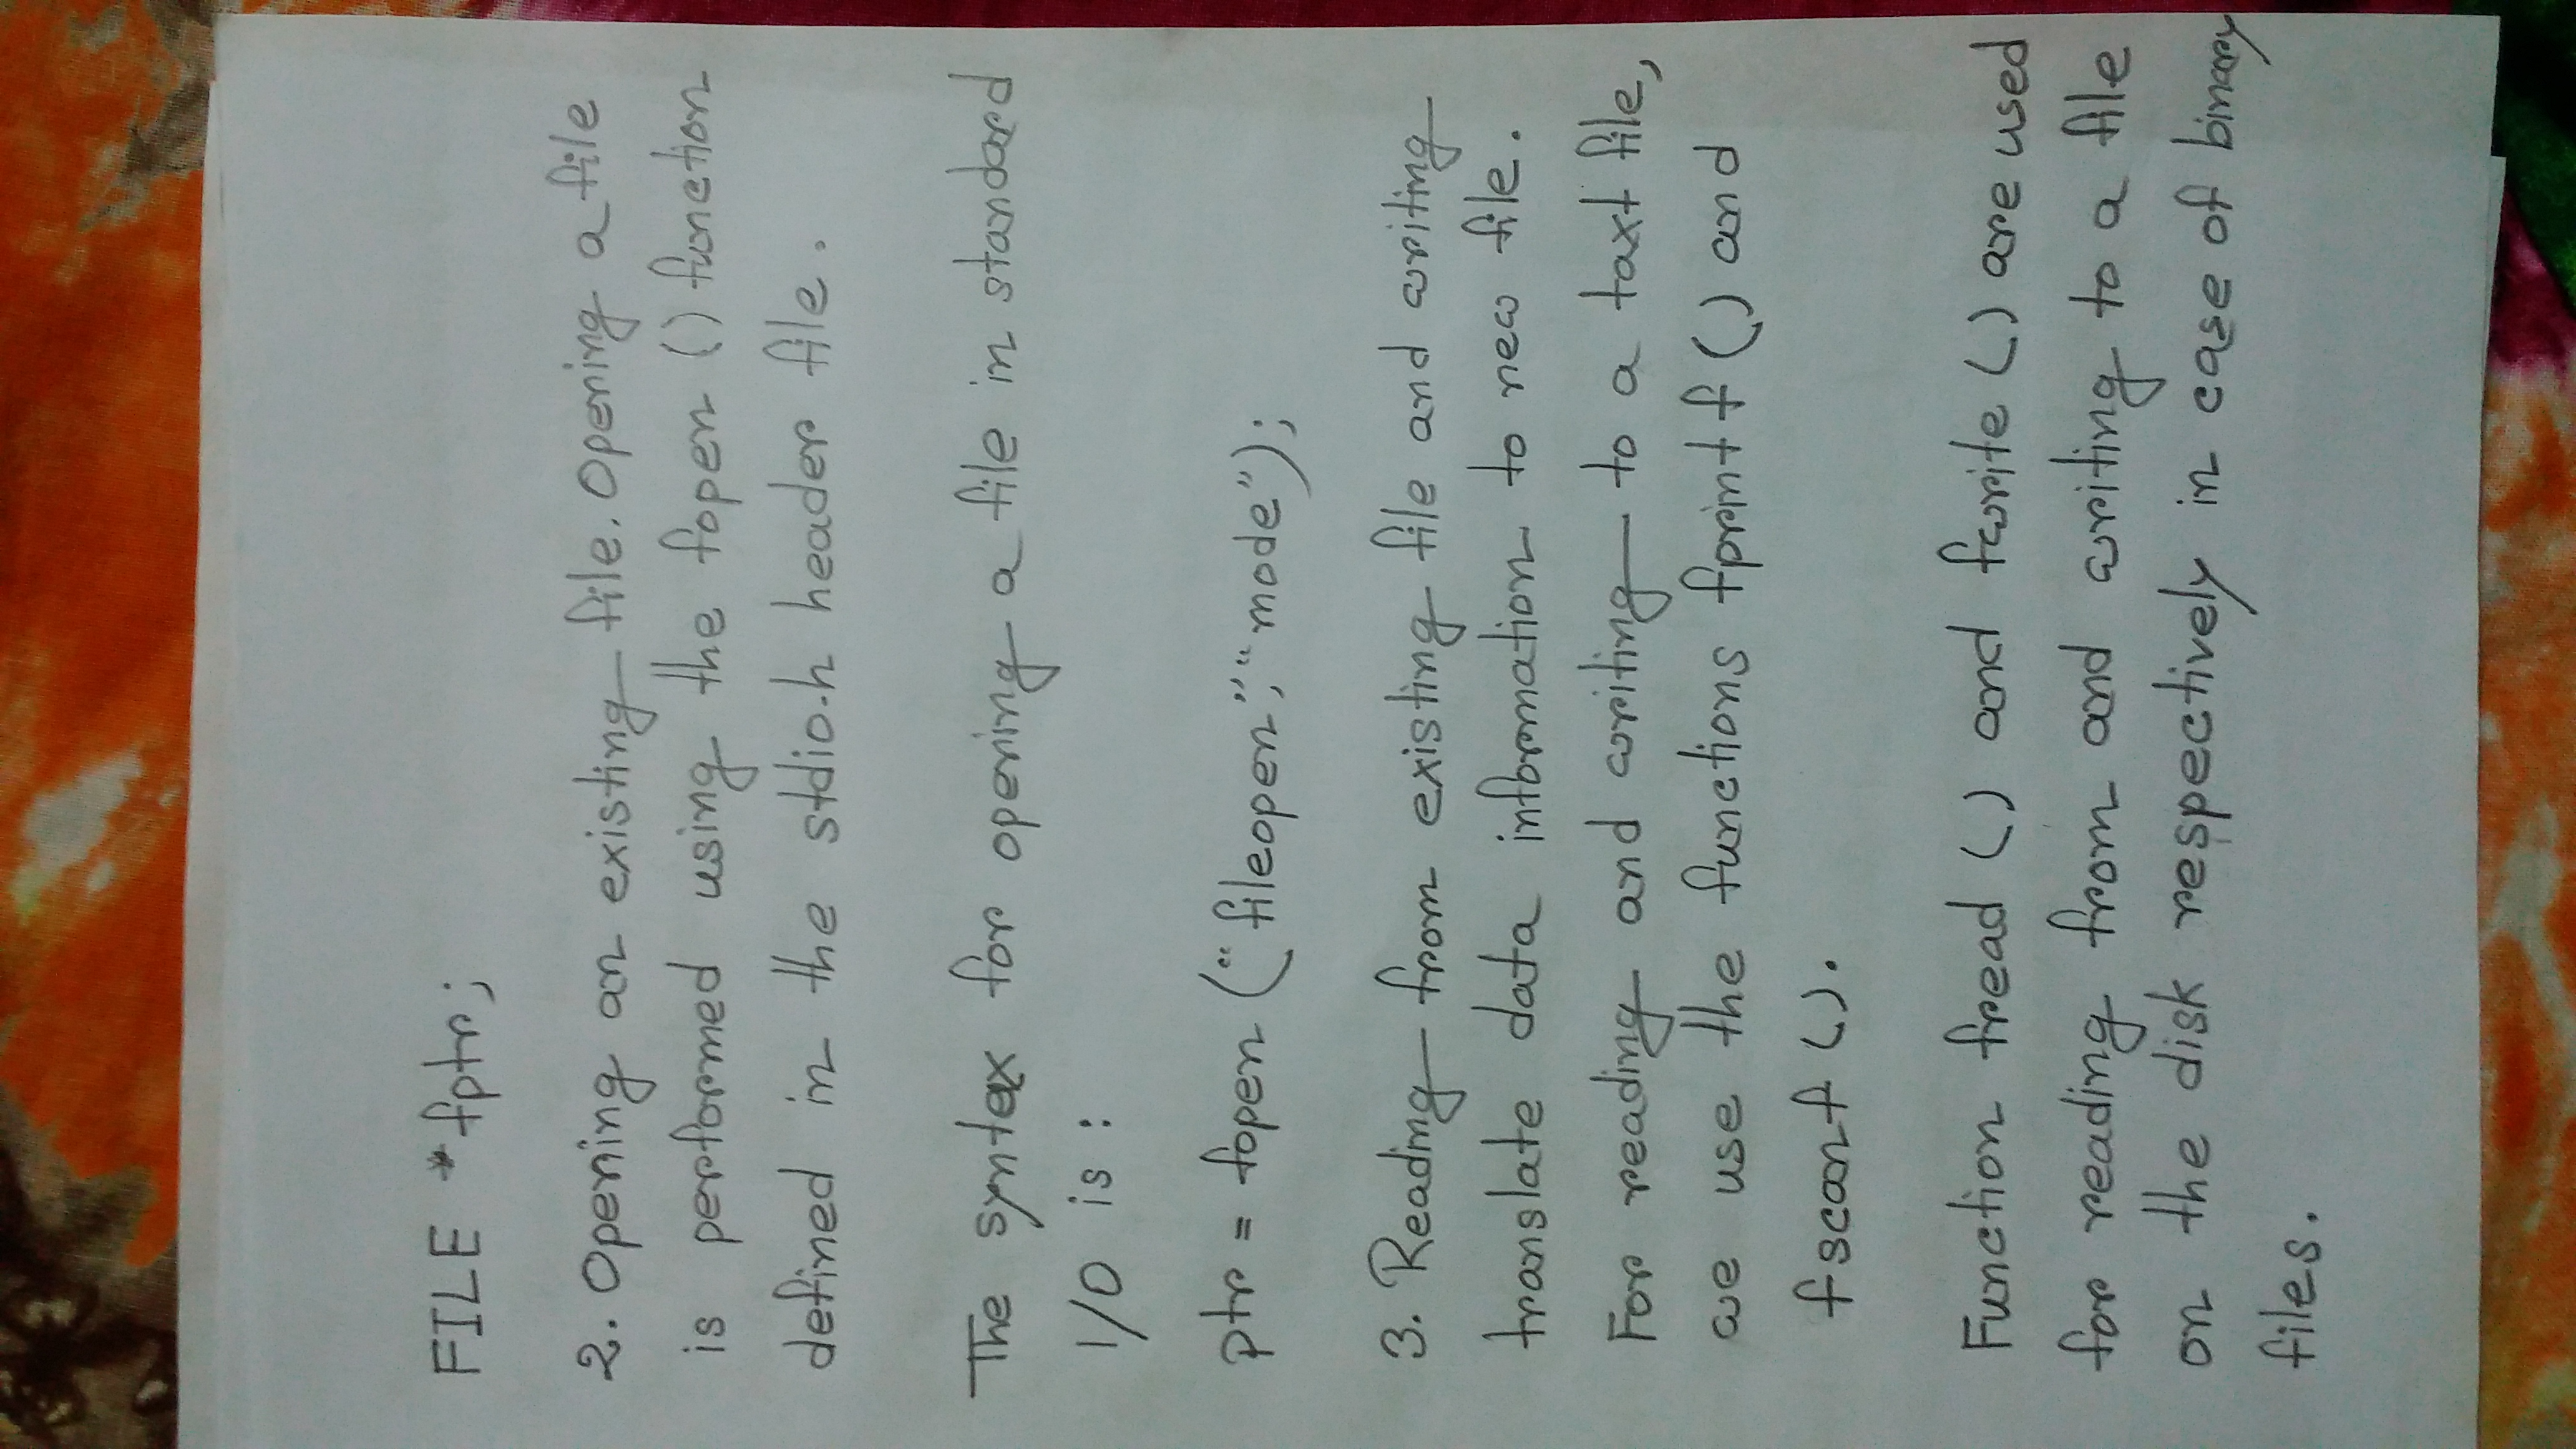 FILE *fptr;
2. Opening an existing file. Opening a file
is performed using the fopen () function
defined in the stdio.h header file.
The syntax for opening a file in standard
I/O is :
ptr = fopen ("fileopen","mode");
3. Reading from existing file and writing
translate data information to new file.
For reading and writing to a taxt file,
we use the functions fprintf () and
fscanf ().
Function fread () and fwrite () are used
for reading from and writing to a file
on the disk respectively in case of binary
files.